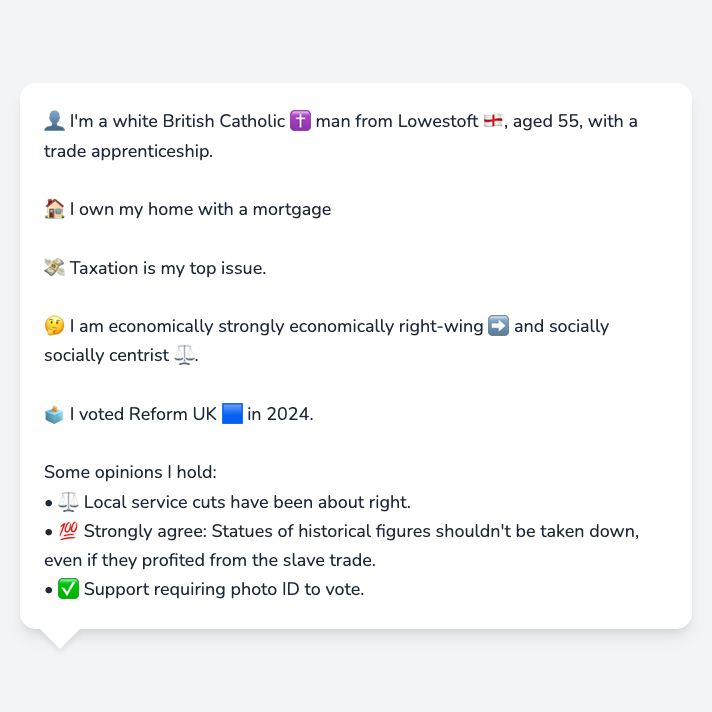 👤 I'm a white British Catholic ✝️ man from Lowestoft 🏴󠁧󠁢󠁥󠁮󠁧󠁿, aged 55, with a
trade apprenticeship.
🏠 I own my home with a mortgage
💸 Taxation is my top issue.
🤔 I am economically strongly economically right-wing ➡️ and socially
socially centrist ⚖️.
🗳️ I voted Reform UK 🟦 in 2024.
Some opinions I hold:
• ⚖️ Local service cuts have been about right.
• 💯 Strongly agree: Statues of historical figures shouldn't be taken down,
even if they profited from the slave trade.
• ✅ Support requiring photo ID to vote.